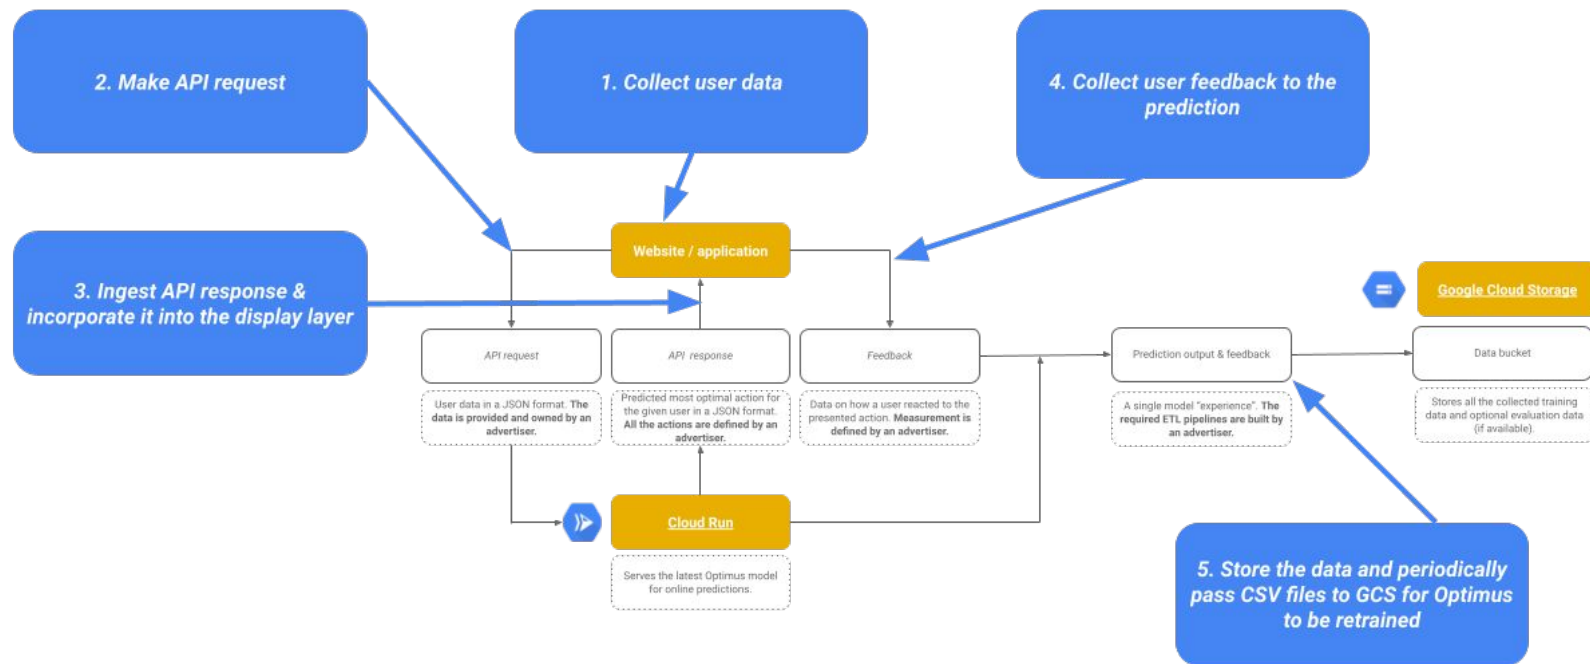 2. Make API request
1. Collect user data
4. Collect user feedback to the
prediction
3. Ingest API response &
incorporate it into the display layer
Website / application
Google Cloud Storage
API request
API response
Feedback
Prediction output & feedback
Data bucket
User data in a JSON format. The
data is provided and owned by an
advertiser.
Predicted most optimal action for
the given user in a JSON format.
All the actions are defined by an
advertiser.
Data on how a user reacted to the
presented action. Measurement is
defined by an advertiser.
A single model “experience”. The
required ETL pipelines are built by
an advertiser.
Stores all the collected training
data and optional evaluation data
(if available).
Cloud Run
Serves the latest Optimus model
for online predictions.
5. Store the data and periodically
pass CSV files to GCS for Optimus
to be retrained